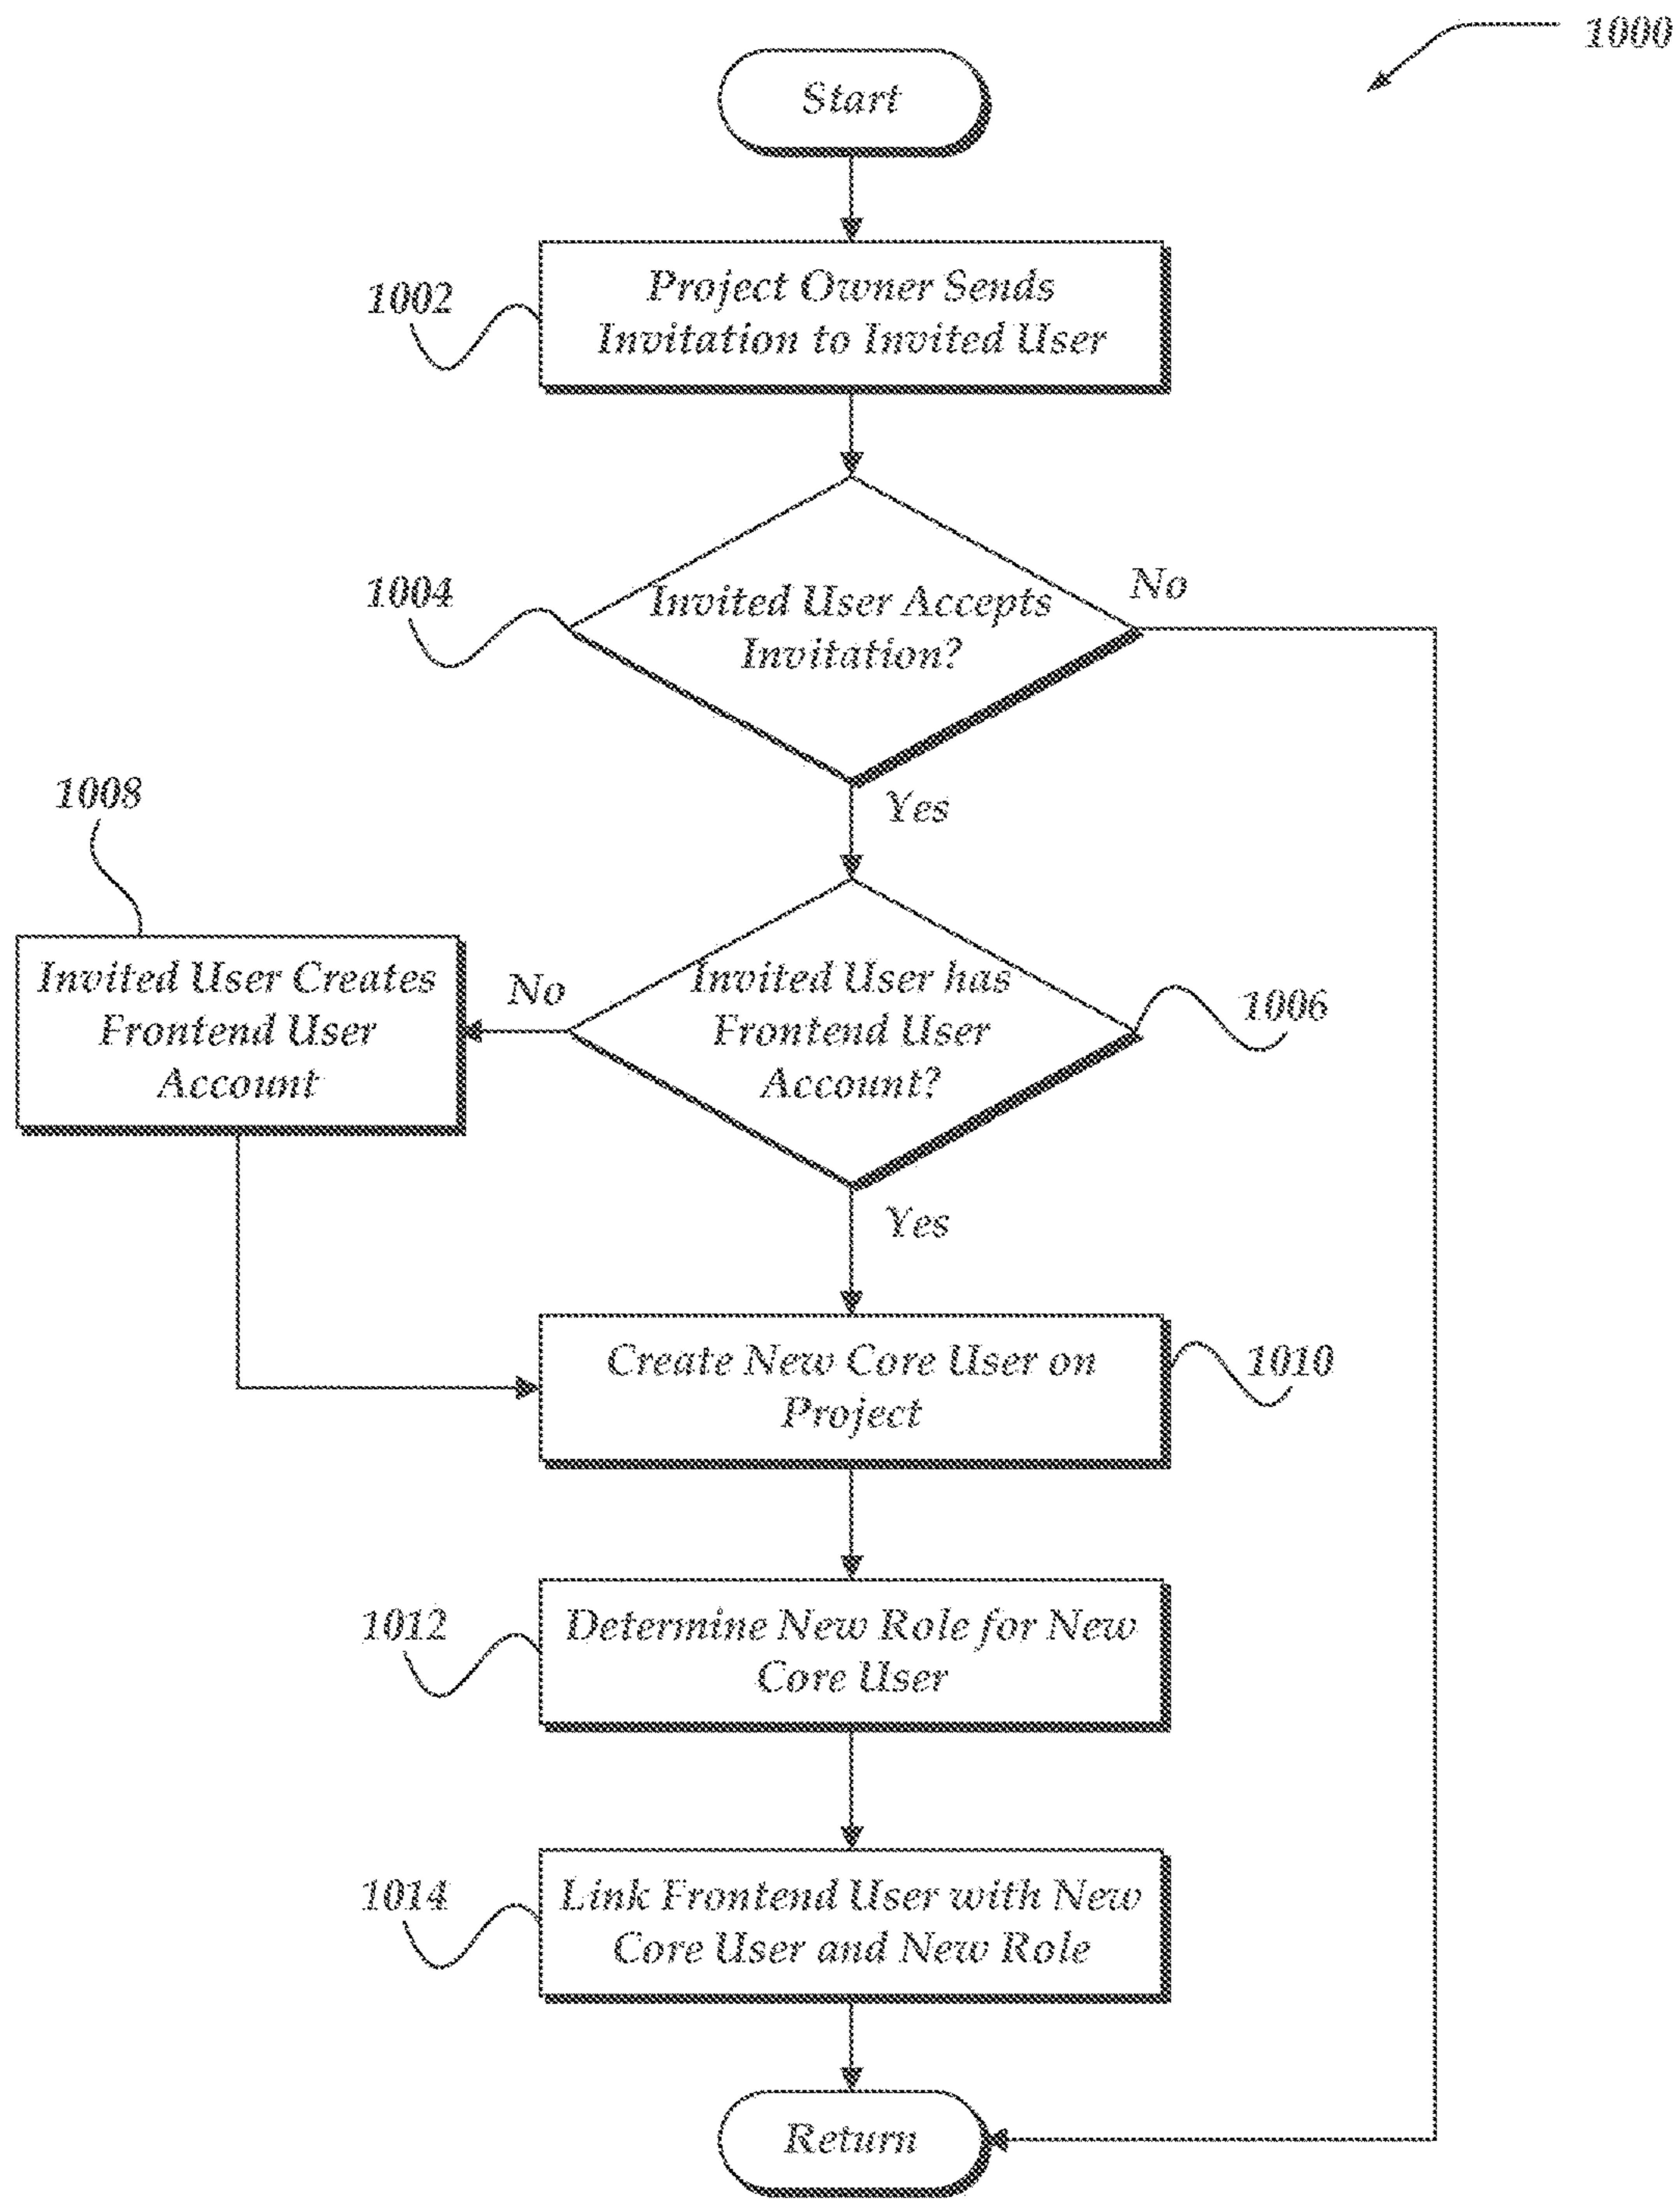 1000
Start
1002
Project Owner Sends
Invitation to Invited User
1004
Invited User Accepts
Invitation?
No
Yes
1008
Invited User Creates
Frontend User
Account
No
Invited User has
Frontend User
Account?
1006
Yes
Create New Core User on
Project
1010
1012
Determine New Role for New
Core User
1014
Link Frontend User with New
Core User and New Role
Return